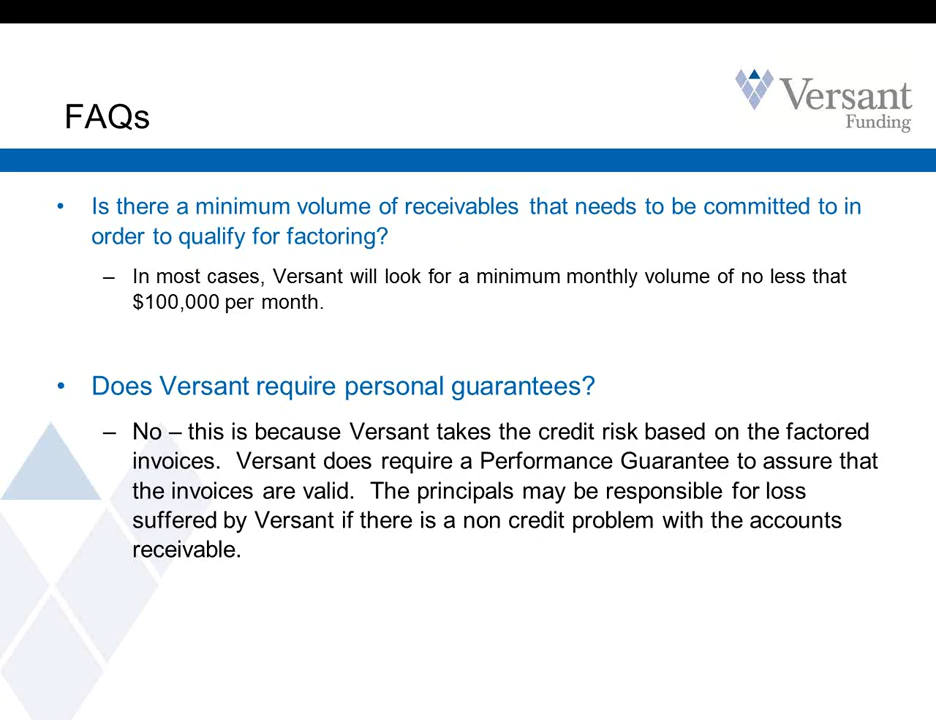 FAQs
Versant
Funding
• Is there a minimum volume of receivables that needs to be committed to in
order to qualify for factoring?
– In most cases, Versant will look for a minimum monthly volume of no less that
$100,000 per month.
• Does Versant require personal guarantees?
– No – this is because Versant takes the credit risk based on the factored
invoices. Versant does require a Performance Guarantee to assure that
the invoices are valid. The principals may be responsible for loss
suffered by Versant if there is a non credit problem with the accounts
receivable.